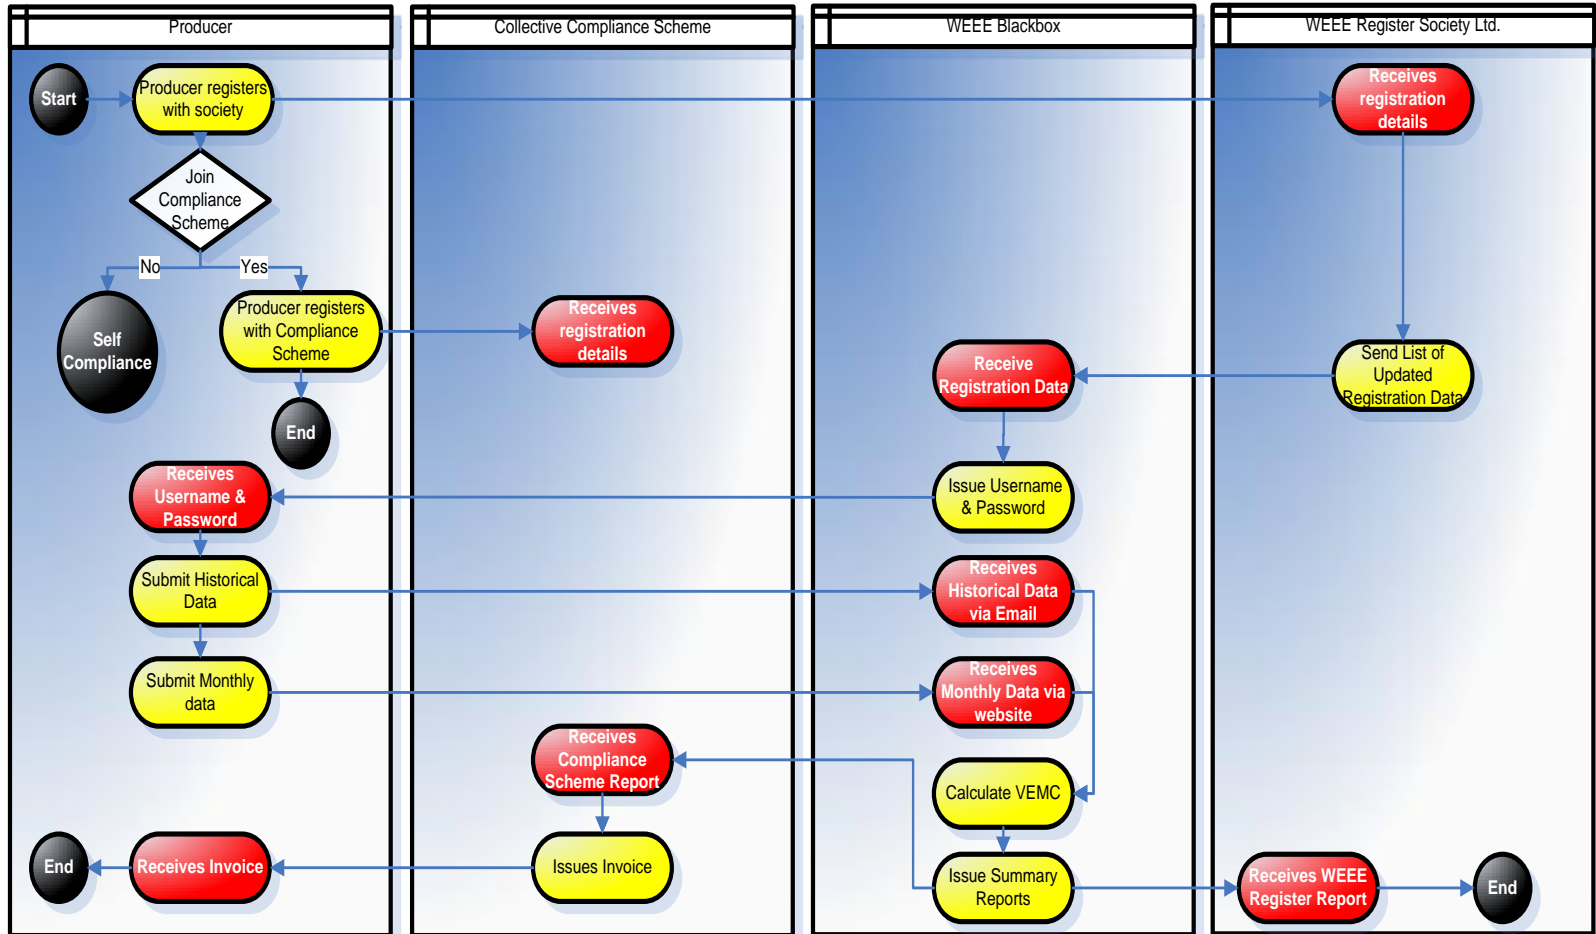 Producer
Collective Compliance Scheme
WEEE Blackbox
WEEE Register Society Ltd.
Start
Producer registers
with society
Receives
registration
details
Join
Compliance
Scheme
No
Yes
Self
Compliance
Producer registers
with Compliance
Scheme
Receives
registration
details
Receive
Registration Data
Send List of
Updated
Registration Data
End
Receives
Username &
Password
Issue Username
& Password
Submit Historical
Data
Receives
Historical Data
via Email
Submit Monthly
data
Receives
Monthly Data via
website
Receives
Compliance
Scheme Report
Calculate VEMC
End
Receives Invoice
Issues Invoice
Issue Summary
Reports
Receives WEEE
Register Report
End